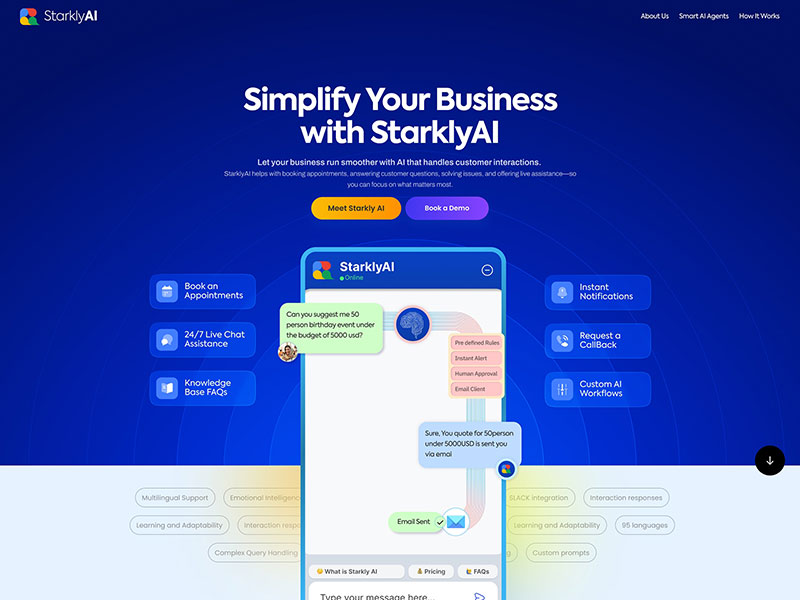 StarklyAI
About Us
Smart AI Agents
How It Works
Simplify Your Business
with StarklyAI
Let your business run smoother with AI that handles customer interactions.
StarklyAI helps with booking appointments, answering customer questions, solving issues, and offering live assistance—so
you can focus on what matters most.
Meet Starkly AI
Book a Demo
StarklyAI
Online
Book an
Appointments
24/7 Live Chat
Assistance
Knowledge
Base FAQs
Can you suggest me 50
person birthday event under
the budget of 5000 usd?
Pre defined Rules
Instant Alert
Human Approval
Email Client
Sure, You quote for 50person
under 5000USD is sent you
via emai
Email Sent
Instant
Notifications
Request a
CallBack
Custom AI
Workflows
Multilingual Support
Emotional Intelligence
SLACK integration
Interaction responses
Learning and Adaptability
Interaction respo
Learning and Adaptability
95 languages
Complex Query Handling
Custom prompts
What is Starkly AI
Pricing
FAQs
Type your message here...